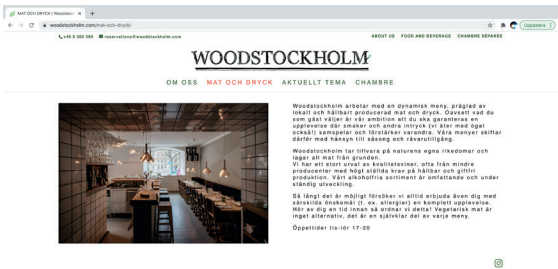 MAT OCH DRYCK | Woodstockh
woodstockholm.com/mat-och-dryck/
Uppdatera
+46 8 369 399 reservations@woodstockholm.com
ABOUT US FOOD AND BEVERAGE CHAMBRE SÉPARÉE
WOODSTOCKHOLM
OM OSS MAT OCH DRYCK AKTUELLT TEMA CHAMBRE
Woodstockholm arbetar med en dynamisk meny, präglad av
lokalt och hållbart producerad mat och dryck. Oavsett vad du
som gäst väljer är vår ambition att du ska garanteras en
upplevelse där smaker och andra intryck (vi äter med ögat
också!) samspelar och förstärker varandra. Våra menyer skiftar
därför med hänsyn till säsong och råvarutillgång.
Woodstockholm tar tillvara på naturens egna rikedomar och
lagar all mat från grunden.
Vi har ett stort urval av kvalitetsviner, ofta från mindre
producenter med högt ställda krav på hållbar och giftfri
produktion. Vårt alkoholfria sortiment är omfattande och under
ständig utveckling.
Så långt det är möjligt försöker vi alltid erbjuda även dig med
särskilda önskemål (t. ex. allergier) en komplett upplevelse.
Hör av dig en tid innan så ordnar vi detta! Vegetarisk mat är
inget alternativ, det är en självklar del av varje meny.
Öppettider tis-lör 17-20